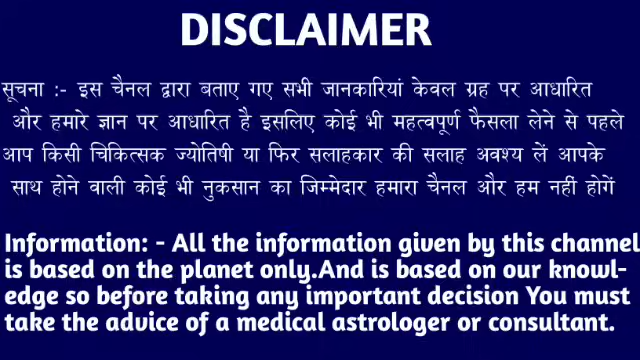 DISCLAIMER
सूचना :- इस चैनल द्वारा बताए गए सभी जानकारियां केवल ग्रह पर आधारित
और हमारे ज्ञान पर आधारित है इसलिए कोई भी महत्वपूर्ण फैसला लेने से पहले
आप किसी चिकित्सक ज्योतिषी या फिर सलाहकार की सलाह अवश्य लें आपके
साथ होने वाली कोई भी नुकसान का जिम्मेदार हमारा चैनल और हम नहीं होगें
Information: - All the information given by this channel
is based on the planet only.And is based on our knowl-
edge so before taking any important decision You must
take the advice of a medical astrologer or consultant.